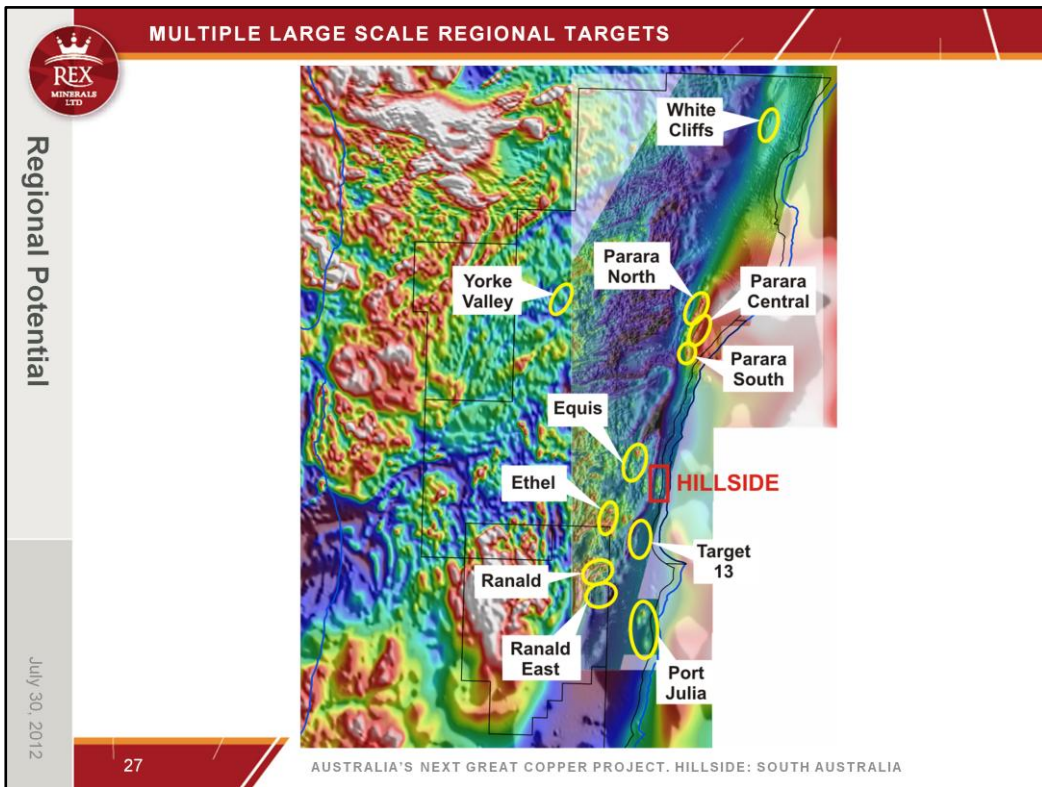 MULTIPLE LARGE SCALE REGIONAL TARGETS
REX
MINERALS
LTD
Regional Potential
White
Cliffs
Parara
North
Parara
Central
Yorke
Valley
Parara
South
Equis
HILLSIDE
Ethel
Target
13
Ranald
Ranald
East
Port
Julia
July 30, 2012
27
AUSTRALIA'S NEXT GREAT COPPER PROJECT. HILLSIDE: SOUTH AUSTRALIA